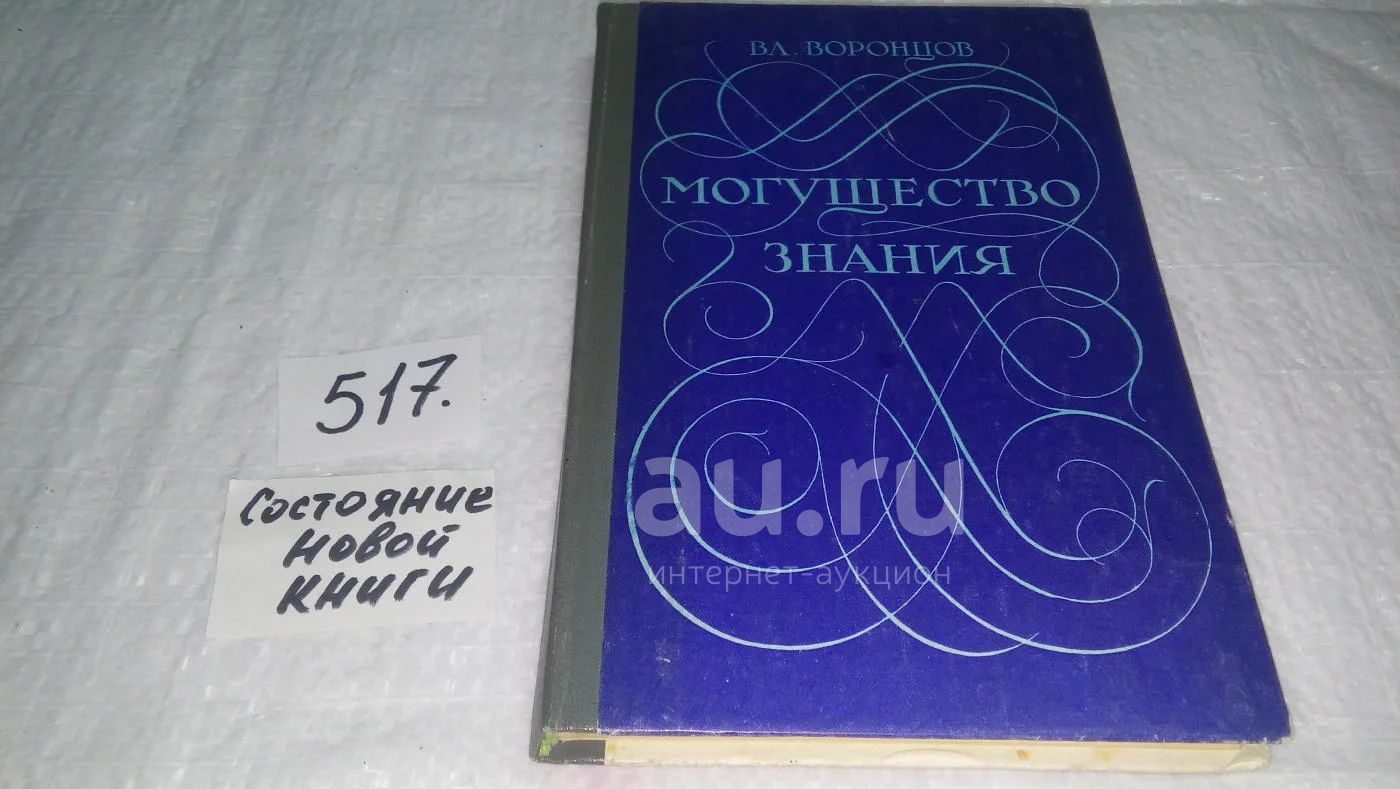 ВЛ. ВОРОНЦОВ
МОГУЩЕСТВО
ЗНАНИЯ
517.
Состояние
новой
книги
au.ru
интернет-аукцион